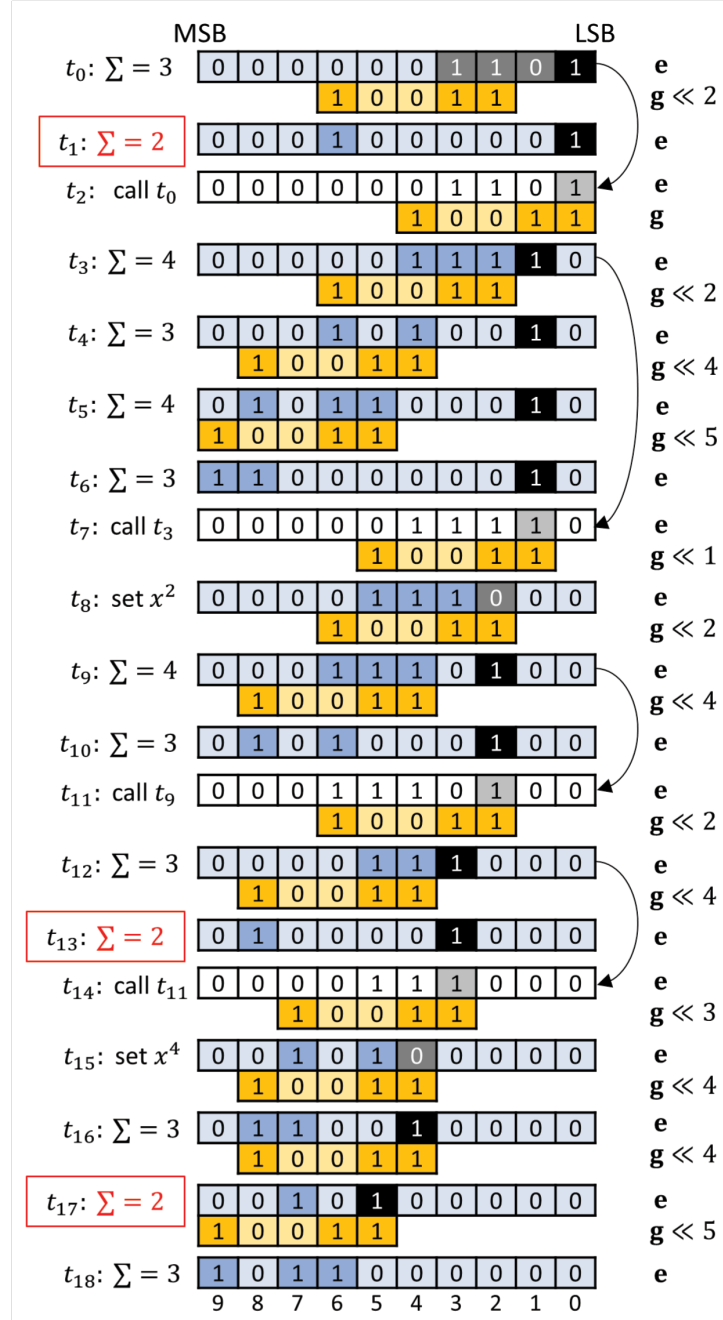 MSB LSB
t₀: ∑ = 3 0 0 0 0 0 0 1 1 0 1 e
1 0 0 1 1 g ≪ 2
t₁: ∑ = 2 0 0 0 1 0 0 0 0 0 1 e
t₂: call t₀ 0 0 0 0 0 0 1 1 0 1 e
1 0 0 1 1 g
t₃: ∑ = 4 0 0 0 0 0 1 1 1 1 0 e
1 0 0 1 1 g ≪ 2
t₄: ∑ = 3 0 0 0 1 0 1 0 0 1 0 e
1 0 0 1 1 g ≪ 4
t₅: ∑ = 4 0 1 0 1 1 0 0 0 1 0 e
1 0 0 1 1 g ≪ 5
t₆: ∑ = 3 1 1 0 0 0 0 0 0 1 0 e
t₇: call t₃ 0 0 0 0 0 1 1 1 1 0 e
1 0 0 1 1 g ≪ 1
t₈: set x² 0 0 0 0 1 1 1 0 0 0 e
1 0 0 1 1 g ≪ 2
t₉: ∑ = 4 0 0 0 1 1 1 0 1 0 0 e
1 0 0 1 1 g ≪ 4
t₁₀: ∑ = 3 0 1 0 1 0 0 0 1 0 0 e
t₁₁: call t₉ 0 0 0 1 1 1 0 1 0 0 e
1 0 0 1 1 g ≪ 2
t₁₂: ∑ = 3 0 0 0 0 1 1 1 0 0 0 e
1 0 0 1 1 g ≪ 4
t₁₃: ∑ = 2 0 1 0 0 0 0 1 0 0 0 e
t₁₄: call t₁₁ 0 0 0 0 1 1 1 0 0 0 e
1 0 0 1 1 g ≪ 3
t₁₅: set x⁴ 0 0 1 0 1 0 0 0 0 0 e
1 0 0 1 1 g ≪ 4
t₁₆: ∑ = 3 0 1 1 0 0 1 0 0 0 0 e
1 0 0 1 1 g ≪ 4
t₁₇: ∑ = 2 0 0 1 0 1 0 0 0 0 0 e
1 0 0 1 1 g ≪ 5
t₁₈: ∑ = 3 1 0 1 1 0 0 0 0 0 0 e
9 8 7 6 5 4 3 2 1 0